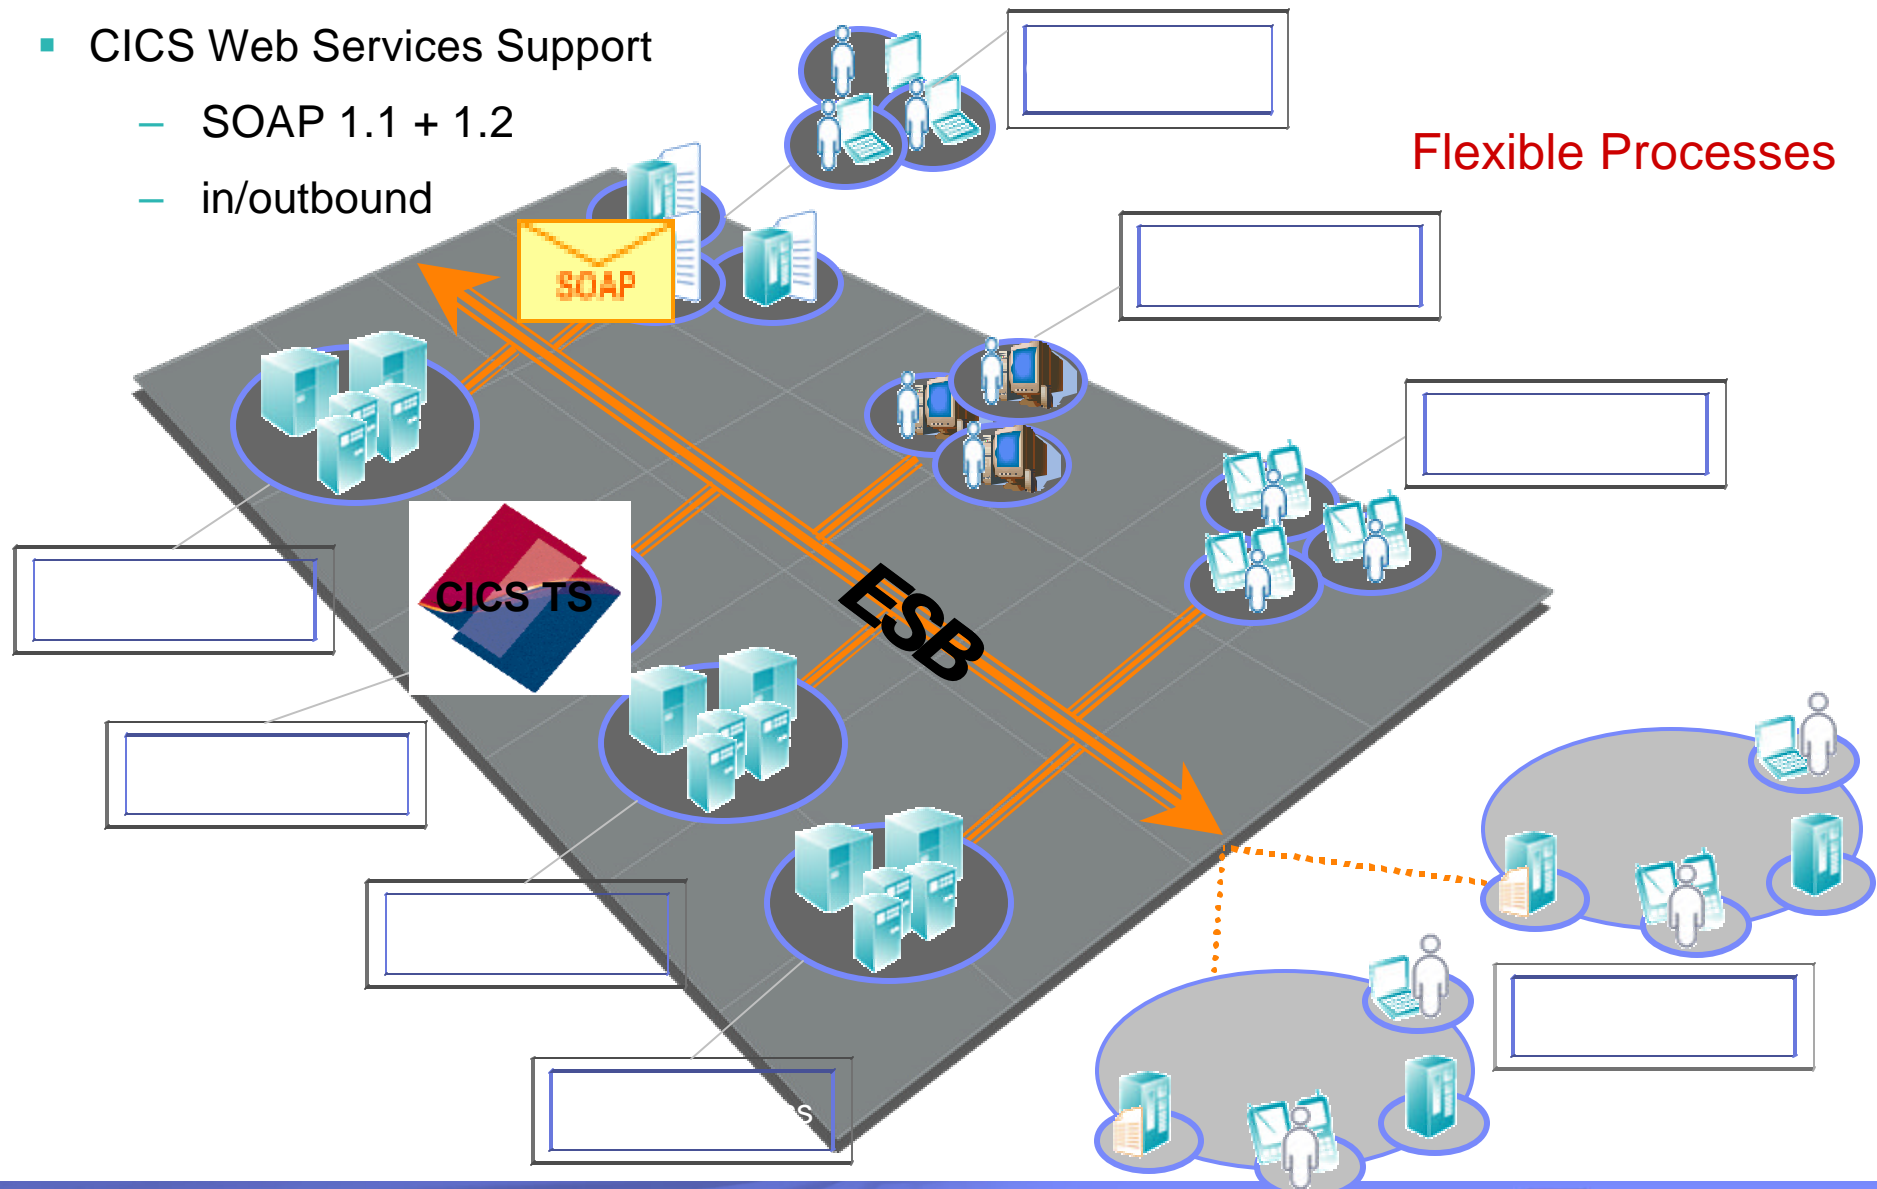 CICS Web Services Support
SOAP 1.1 + 1.2
in/outbound
Flexible Processes
SOAP
CICS TS
ESB
s